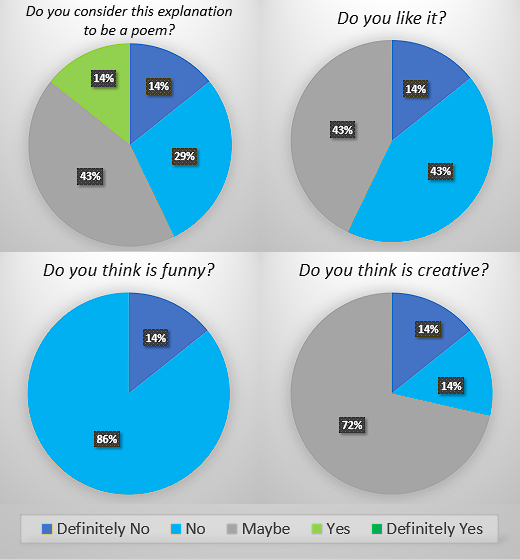 Do you consider this explanation
to be a poem?
14%
14%
29%
43%
Do you like it?
14%
43%
43%
Do you think is funny?
14%
86%
Do you think is creative?
14%
14%
72%
Definitely No No Maybe Yes Definitely Yes